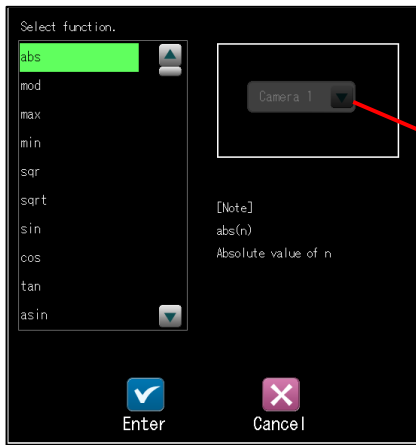 Select function.
abs
mod
max
min
sqr
sqrt
sin
cos
tan
asin
Camera 1
[Note]
abs(n)
Absolute value of n
Enter
Cancel